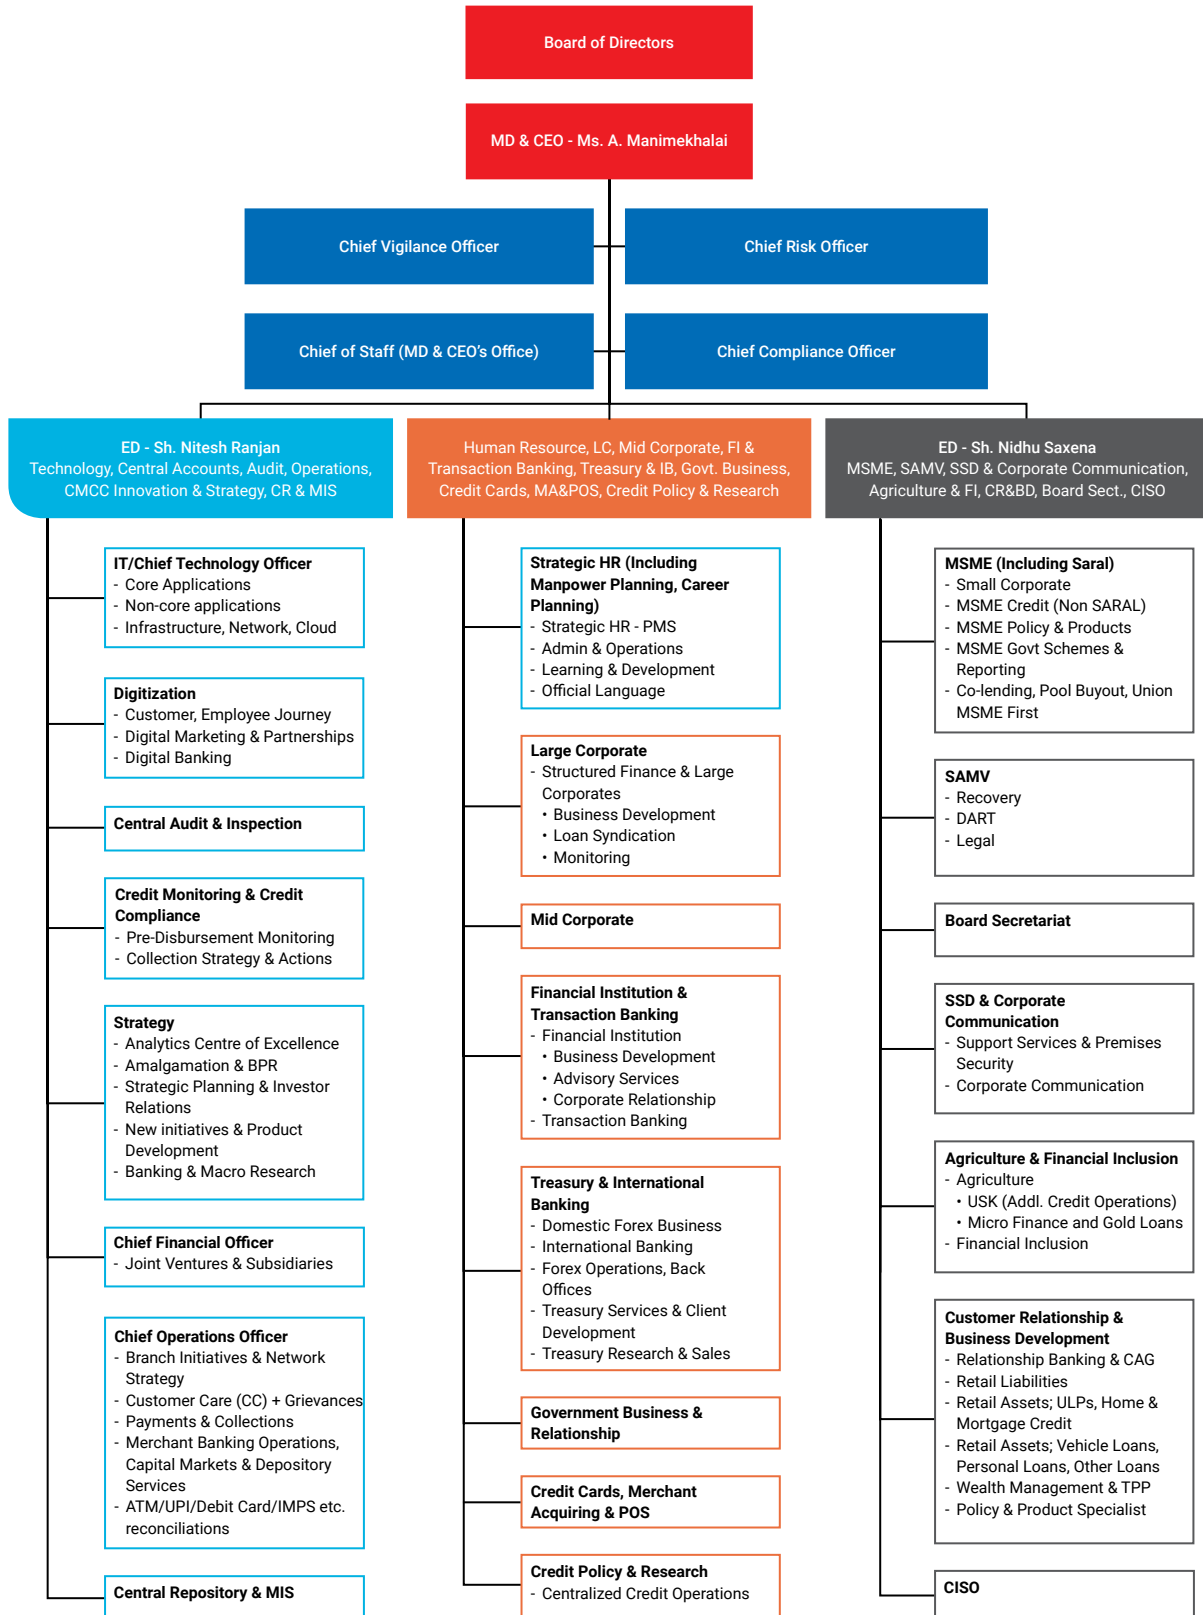 Board of Directors
MD & CEO - Ms. A. Manimekhalai
Chief Vigilance Officer
Chief Risk Officer
Chief of Staff (MD & CEO’s Office)
Chief Compliance Officer
ED - Sh. Nitesh Ranjan
Technology, Central Accounts, Audit, Operations,
CMCC Innovation & Strategy, CR & MIS
Human Resource, LC, Mid Corporate, FI &
Transaction Banking, Treasury & IB, Govt. Business,
Credit Cards, MA&POS, Credit Policy & Research
ED - Sh. Nidhu Saxena
MSME, SAMV, SSD & Corporate Communication,
Agriculture & FI, CR&BD, Board Sect., CISO
IT/Chief Technology Officer
- Core Applications
- Non-core applications
- Infrastructure, Network, Cloud
Digitization
- Customer, Employee Journey
- Digital Marketing & Partnerships
- Digital Banking
Central Audit & Inspection
Credit Monitoring & Credit
Compliance
- Pre-Disbursement Monitoring
- Collection Strategy & Actions
Strategy
- Analytics Centre of Excellence
- Amalgamation & BPR
- Strategic Planning & Investor
Relations
- New initiatives & Product
Development
- Banking & Macro Research
Chief Financial Officer
- Joint Ventures & Subsidiaries
Chief Operations Officer
- Branch Initiatives & Network
Strategy
- Customer Care (CC) + Grievances
- Payments & Collections
- Merchant Banking Operations,
Capital Markets & Depository
Services
- ATM/UPI/Debit Card/IMPS etc.
reconciliations
Central Repository & MIS
Strategic HR (Including
Manpower Planning, Career
Planning)
- Strategic HR - PMS
- Admin & Operations
- Learning & Development
- Official Language
Large Corporate
- Structured Finance & Large
Corporates
• Business Development
• Loan Syndication
• Monitoring
Mid Corporate
Financial Institution &
Transaction Banking
- Financial Institution
• Business Development
• Advisory Services
• Corporate Relationship
- Transaction Banking
Treasury & International
Banking
- Domestic Forex Business
- International Banking
- Forex Operations, Back
Offices
- Treasury Services & Client
Development
- Treasury Research & Sales
Government Business &
Relationship
Credit Cards, Merchant
Acquiring & POS
Credit Policy & Research
- Centralized Credit Operations
MSME (Including Saral)
- Small Corporate
- MSME Credit (Non SARAL)
- MSME Policy & Products
- MSME Govt Schemes &
Reporting
- Co-lending, Pool Buyout, Union
MSME First
SAMV
- Recovery
- DART
- Legal
Board Secretariat
SSD & Corporate
Communication
- Support Services & Premises
Security
- Corporate Communication
Agriculture & Financial Inclusion
- Agriculture
• USK (Addl. Credit Operations)
• Micro Finance and Gold Loans
- Financial Inclusion
Customer Relationship &
Business Development
- Relationship Banking & CAG
- Retail Liabilities
- Retail Assets; ULPs, Home &
Mortgage Credit
- Retail Assets; Vehicle Loans,
Personal Loans, Other Loans
- Wealth Management & TPP
- Policy & Product Specialist
CISO